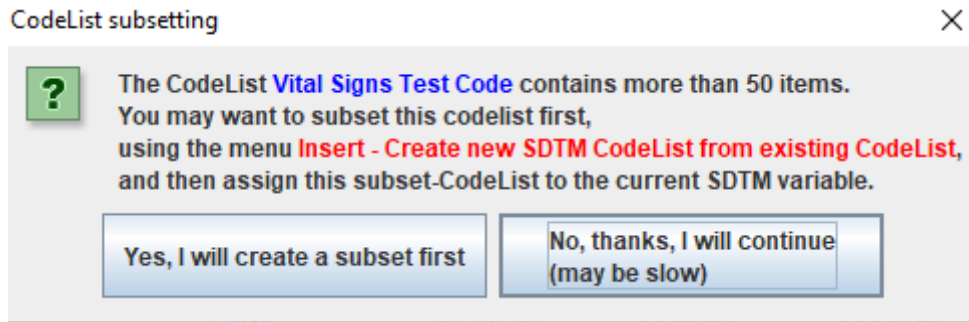 CodeList subsetting
?
The CodeList Vital Signs Test Code contains more than 50 items.
You may want to subset this codelist first,
using the menu Insert - Create new SDTM CodeList from existing CodeList,
and then assign this subset-CodeList to the current SDTM variable.
Yes, I will create a subset first
No, thanks, I will continue
(may be slow)